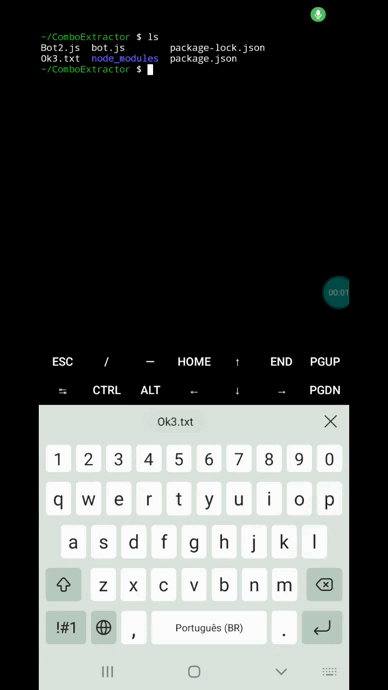 ~/ComboExtractor $ ls
Bot2.js  bot.js  package-lock.json
Ok3.txt  node_modules  package.json
~/ComboExtractor $
00:01
ESC / — HOME ↑ END PGUP
CTRL ALT ← ↓ → PGDN
Ok3.txt
1 2 3 4 5 6 7 8 9 0
q w e r t y u i o p
a s d f g h j k l
z x c v b n m
!#1 , Português (BR) .